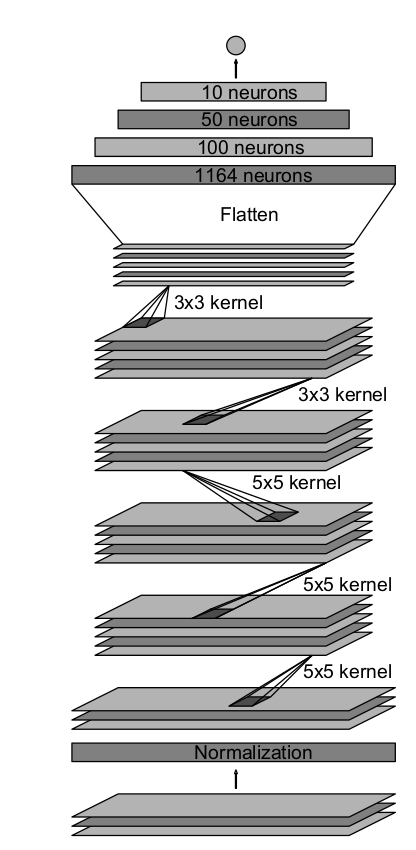 10 neurons
50 neurons
100 neurons
1164 neurons
Flatten
3x3 kernel
3x3 kernel
5x5 kernel
5x5 kernel
5x5 kernel
Normalization